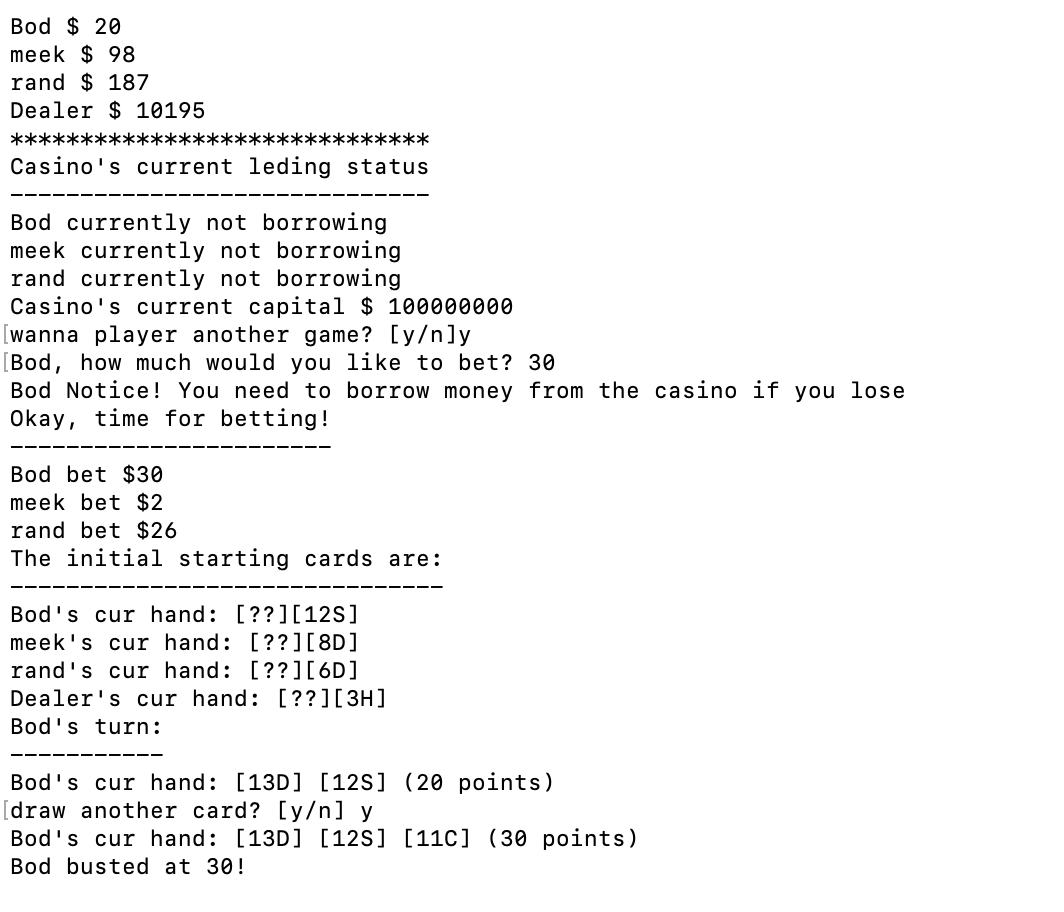 Bod $ 20
meek $ 98
rand $ 187
Dealer $ 10195
******************************
Casino's current leding status
------------------------------
Bod currently not borrowing
meek currently not borrowing
rand currently not borrowing
Casino's current capital $ 100000000
[wanna player another game? [y/n]y
[Bod, how much would you like to bet? 30
Bod Notice! You need to borrow money from the casino if you lose
Okay, time for betting!
-----------------------
Bod bet $30
meek bet $2
rand bet $26
The initial starting cards are:
-------------------------------
Bod's cur hand: [??][12S]
meek's cur hand: [??][8D]
rand's cur hand: [??][6D]
Dealer's cur hand: [??][3H]
Bod's turn:
-----------
Bod's cur hand: [13D] [12S] (20 points)
[draw another card? [y/n] y
Bod's cur hand: [13D] [12S] [11C] (30 points)
Bod busted at 30!